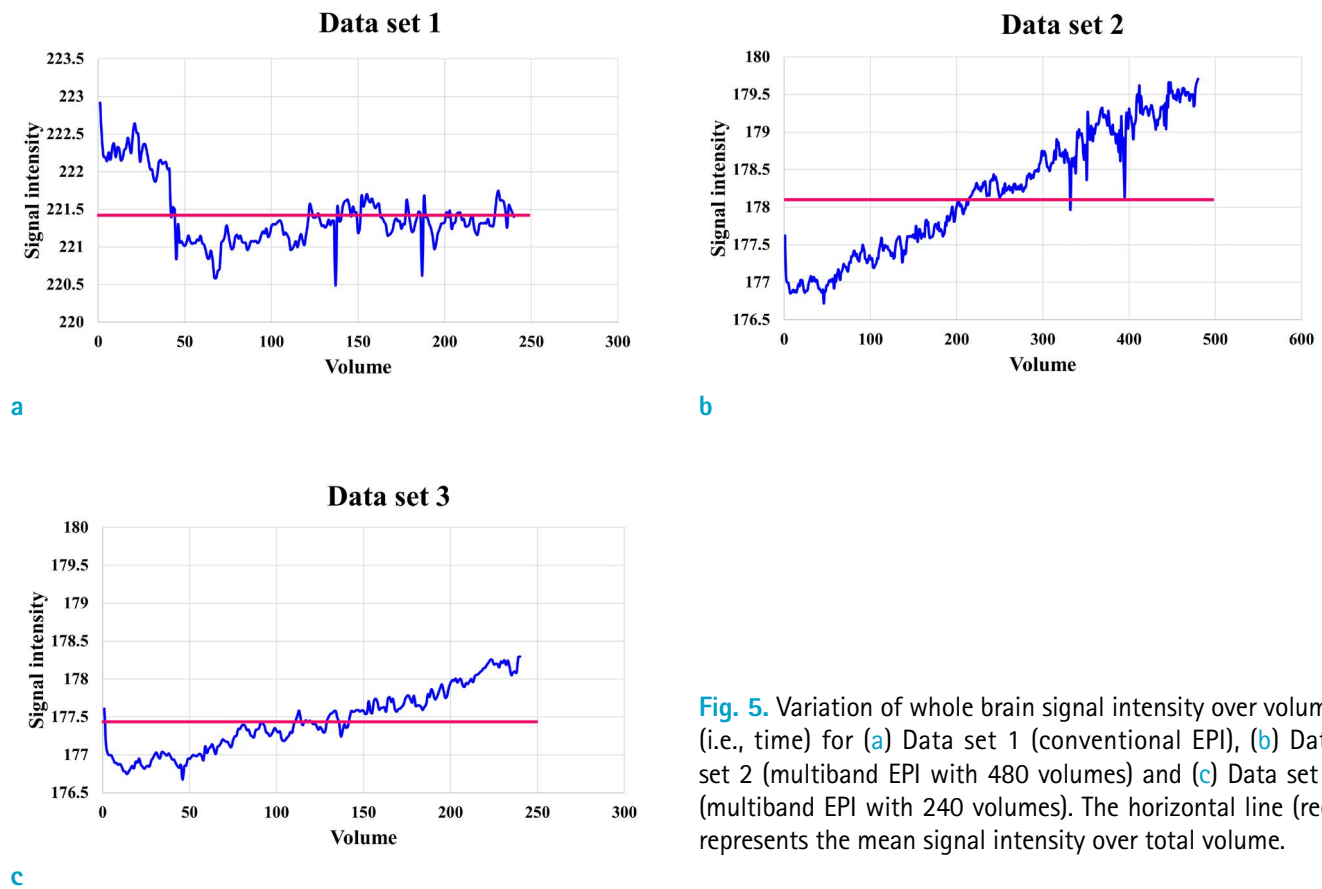 Data set 1
Signal intensity
223.5
223
222.5
222
221.5
221
220.5
220
0 50 100 150 200 250 300
Volume
a
Data set 2
Signal intensity
180
179.5
179
178.5
178
177.5
177
176.5
0 100 200 300 400 500 600
Volume
b
Data set 3
Signal intensity
180
179.5
179
178.5
178
177.5
177
176.5
0 50 100 150 200 250 300
Volume
c
Fig. 5. Variation of whole brain signal intensity over volum
(i.e., time) for (a) Data set 1 (conventional EPI), (b) Dat
set 2 (multiband EPI with 480 volumes) and (c) Data set
(multiband EPI with 240 volumes). The horizontal line (re
represents the mean signal intensity over total volume.